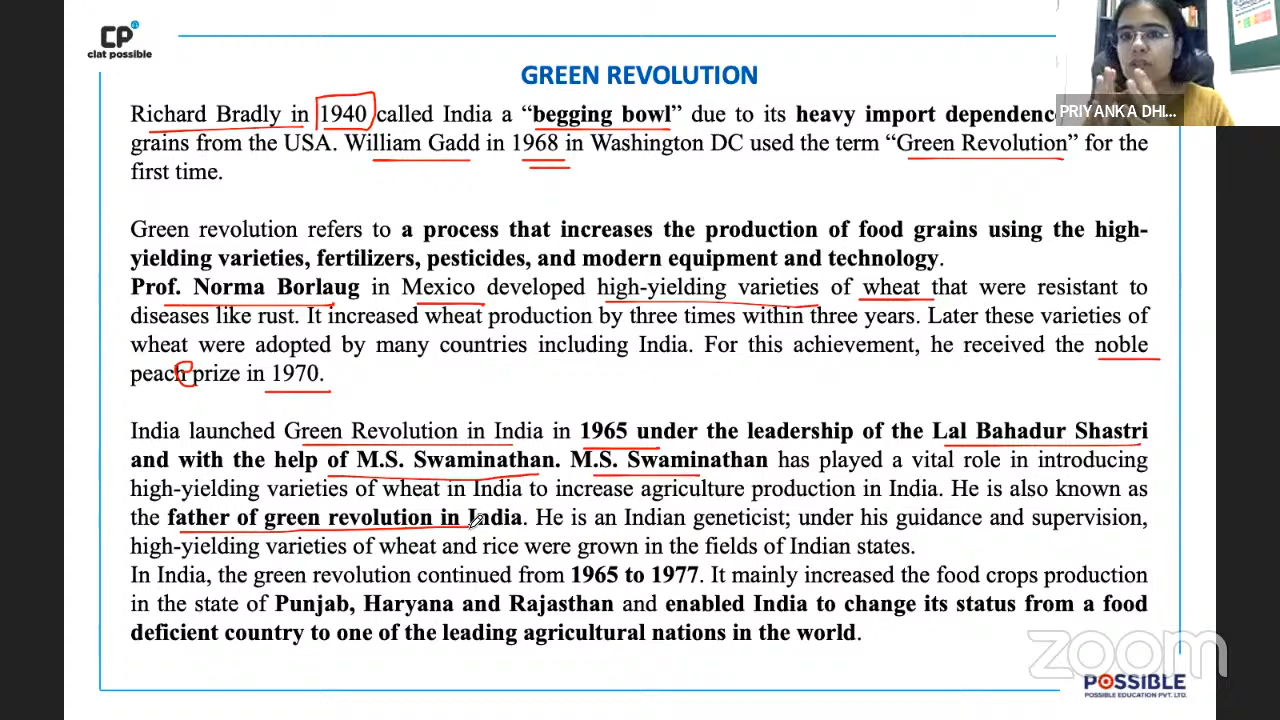 CP
clat possible
GREEN REVOLUTION
Richard Bradly in 1940 called India a “begging bowl” due to its heavy import dependenc
PRIYANKA DHI...
grains from the USA. William Gadd in 1968 in Washington DC used the term “Green Revolution” for the
first time.
Green revolution refers to a process that increases the production of food grains using the high-
yielding varieties, fertilizers, pesticides, and modern equipment and technology.
Prof. Norma Borlaug in Mexico developed high-yielding varieties of wheat that were resistant to
diseases like rust. It increased wheat production by three times within three years. Later these varieties of
wheat were adopted by many countries including India. For this achievement, he received the noble
peach prize in 1970.
India launched Green Revolution in India in 1965 under the leadership of the Lal Bahadur Shastri
and with the help of M.S. Swaminathan. M.S. Swaminathan has played a vital role in introducing
high-yielding varieties of wheat in India to increase agriculture production in India. He is also known as
the father of green revolution in India. He is an Indian geneticist; under his guidance and supervision,
high-yielding varieties of wheat and rice were grown in the fields of Indian states.
In India, the green revolution continued from 1965 to 1977. It mainly increased the food crops production
in the state of Punjab, Haryana and Rajasthan and enabled India to change its status from a food
deficient country to one of the leading agricultural nations in the world.
zoom
POSSIBLE
POSSIBLE EDUCATION PVT. LTD.